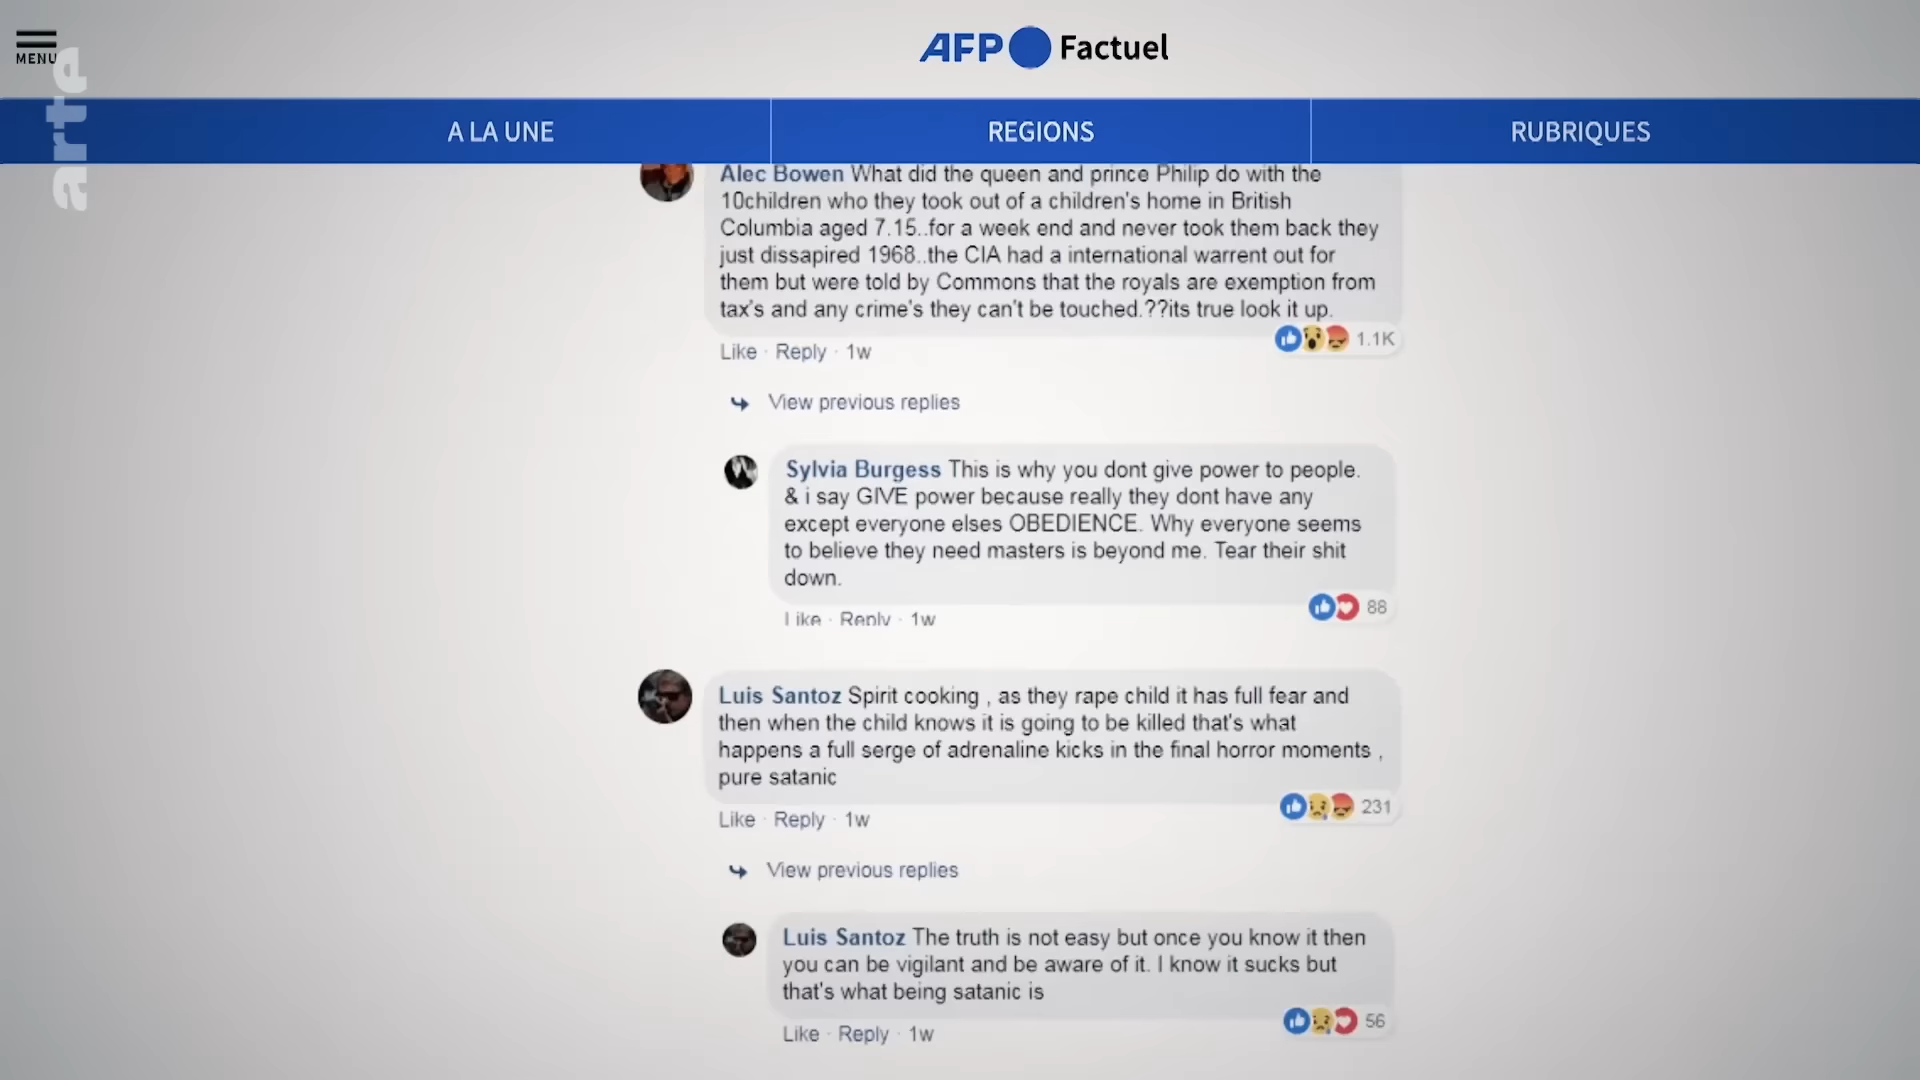 MENU
arte
AFP Factuel
A LA UNE
REGIONS
RUBRIQUES
Alec Bowen What did the queen and prince Philip do with the
10children who they took out of a children's home in British
Columbia aged 7.15..for a week end and never took them back they
just dissapired 1968..the CIA had a international warrent out for
them but were told by Commons that the royals are exemption from
tax's and any crime's they can't be touched.??its true look it up.
1.1K
Like · Reply · 1w
View previous replies
Sylvia Burgess This is why you dont give power to people.
& i say GIVE power because really they dont have any
except everyone elses OBEDIENCE. Why everyone seems
to believe they need masters is beyond me. Tear their shit
down.
88
Like · Reply · 1w
Luis Santoz Spirit cooking , as they rape child it has full fear and
then when the child knows it is going to be killed that's what
happens a full serge of adrenaline kicks in the final horror moments ,
pure satanic
231
Like · Reply · 1w
View previous replies
Luis Santoz The truth is not easy but once you know it then
you can be vigilant and be aware of it. I know it sucks but
that's what being satanic is
56
Like · Reply · 1w